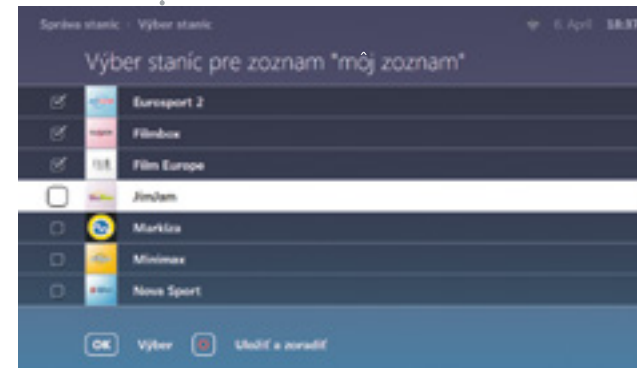 Správa staníc › Výber staníc 6. Apríl 18:37
Výber staníc pre zoznam "môj zoznam"
Eurosport 2
Filmbox
Film Europe
JimJam
Markíza
Minimax
Nova Sport
OK Výber Uložiť a zoradiť